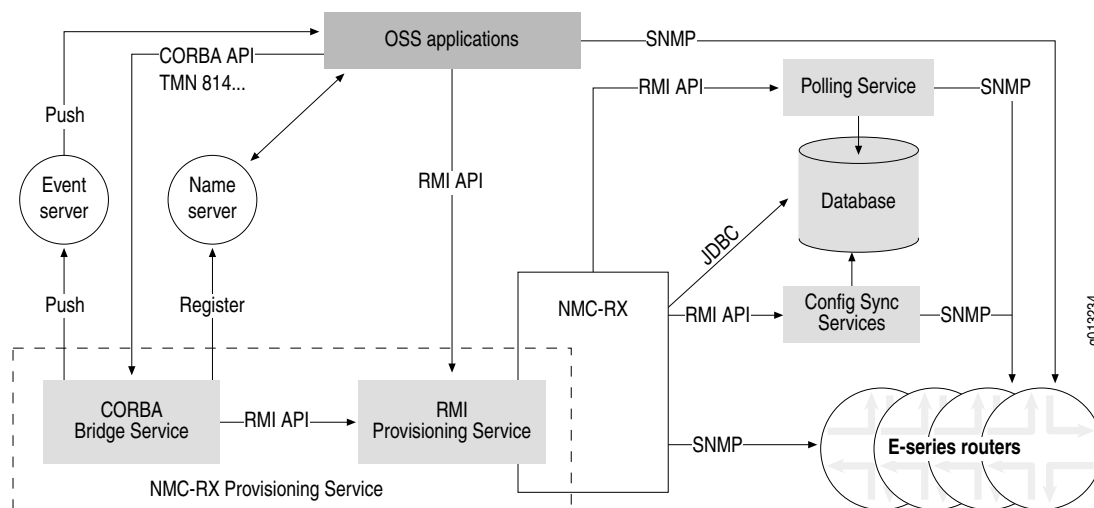 OSS applications
SNMP
CORBA API
TMN 814...
RMI API
Polling Service
SNMP
Push
Event
server
Name
server
RMI API
Database
JDBC
Push
Register
NMC-RX
RMI API
Config Sync
Services
SNMP
g013234
CORBA
Bridge Service
RMI API
RMI
Provisioning Service
SNMP
E-series routers
NMC-RX Provisioning Service